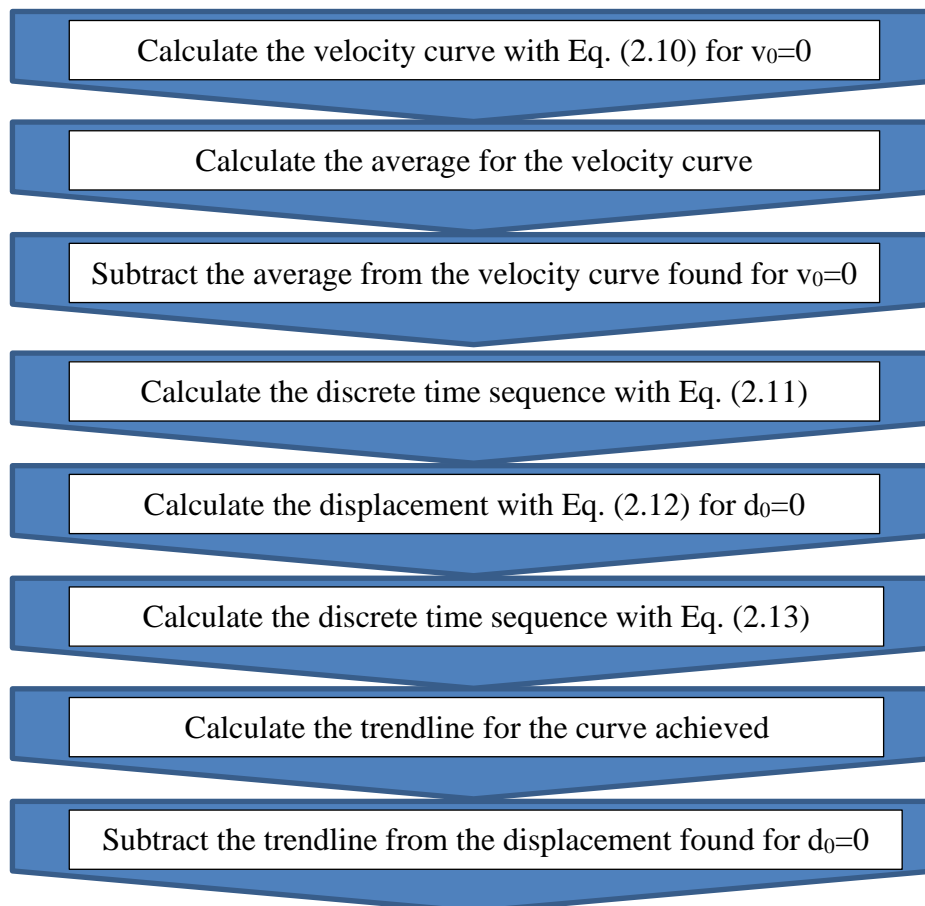 Calculate the velocity curve with Eq. (2.10) for v₀=0
Calculate the average for the velocity curve
Subtract the average from the velocity curve found for v₀=0
Calculate the discrete time sequence with Eq. (2.11)
Calculate the displacement with Eq. (2.12) for d₀=0
Calculate the discrete time sequence with Eq. (2.13)
Calculate the trendline for the curve achieved
Subtract the trendline from the displacement found for d₀=0